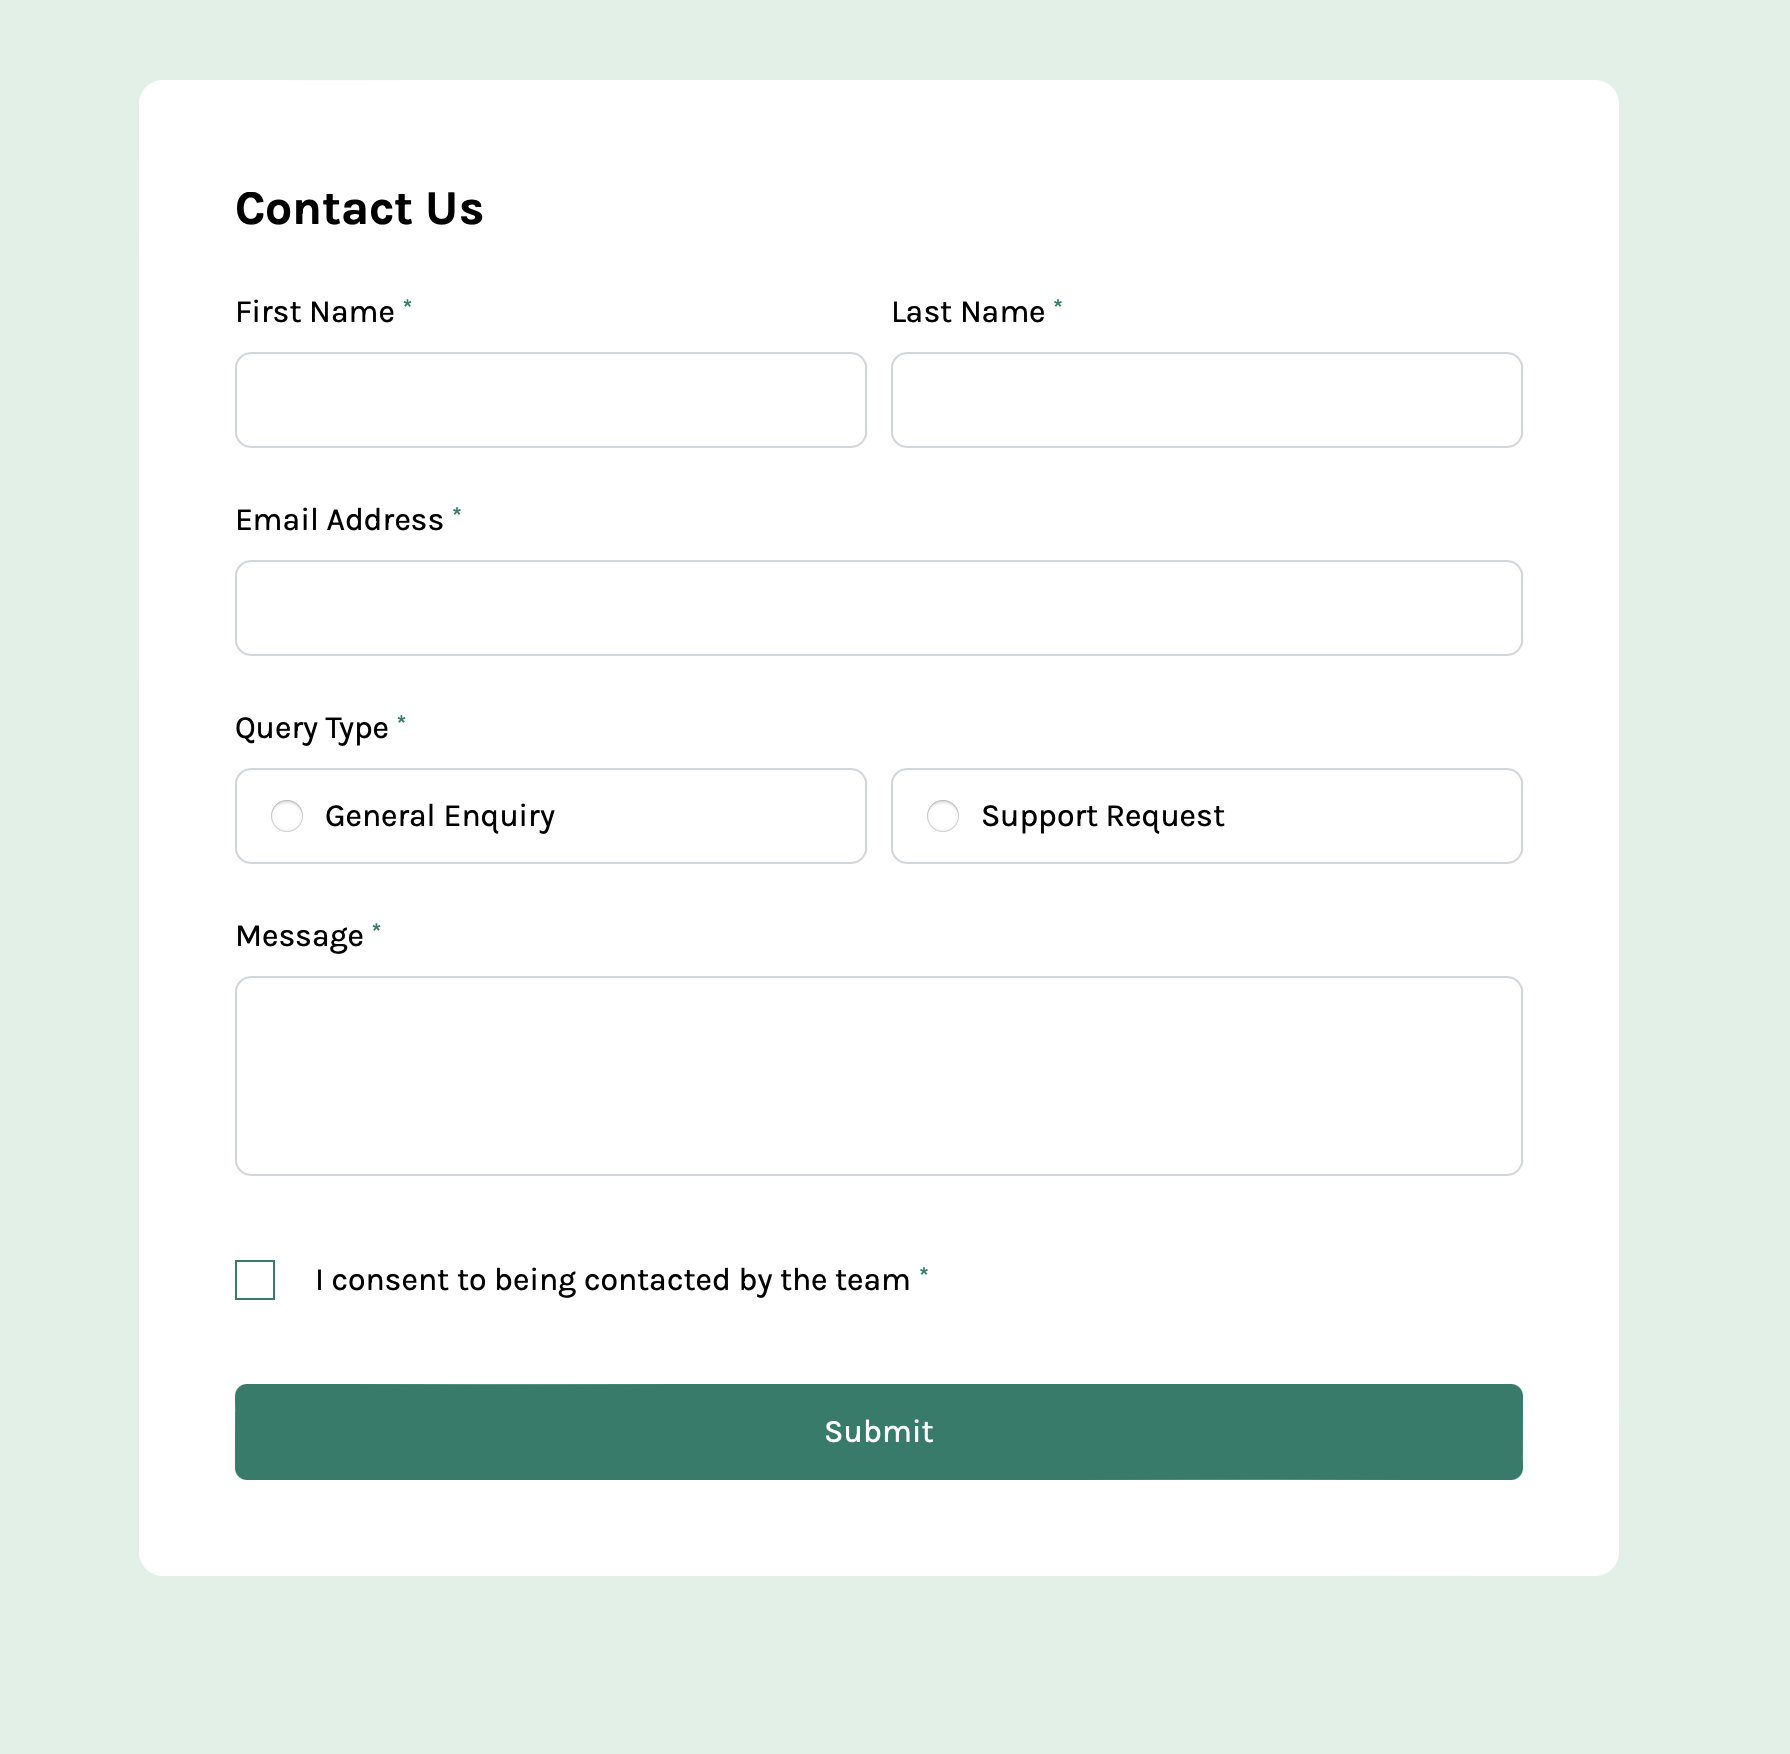 Contact Us
First Name *
Last Name *
Email Address *
Query Type *
General Enquiry
Support Request
Message *
I consent to being contacted by the team *
Submit